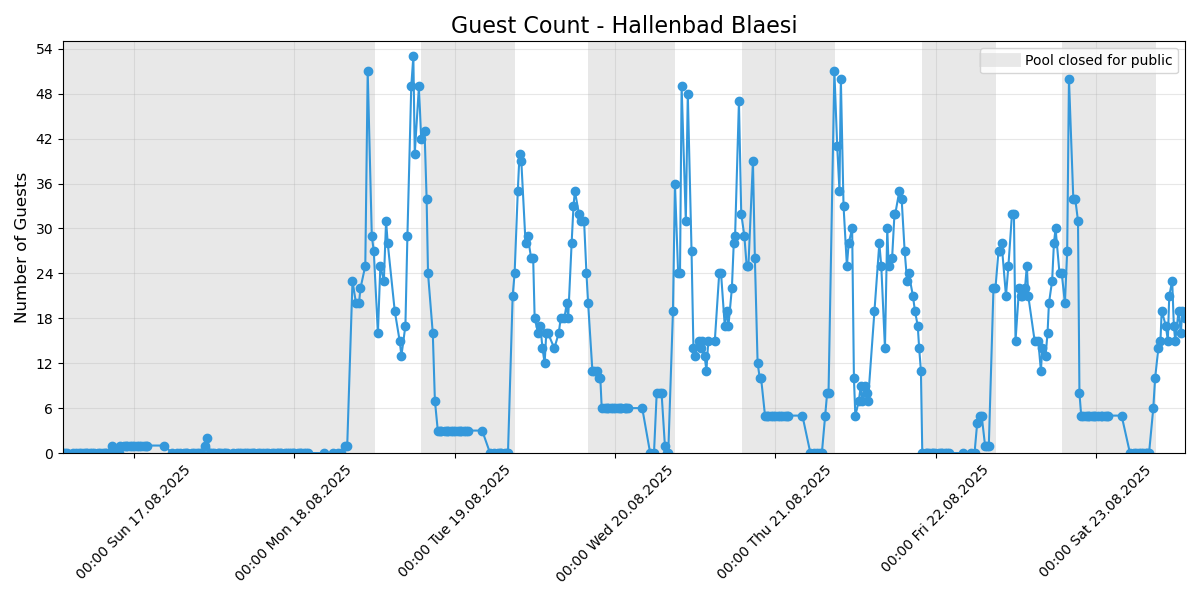 Guest Count - Hallenbad Blaesi
Pool closed for public
Number of Guests
54
48
42
36
30
24
18
12
6
0
00:00 Sun 17.08.2025
00:00 Mon 18.08.2025
00:00 Tue 19.08.2025
00:00 Wed 20.08.2025
00:00 Thu 21.08.2025
00:00 Fri 22.08.2025
00:00 Sat 23.08.2025